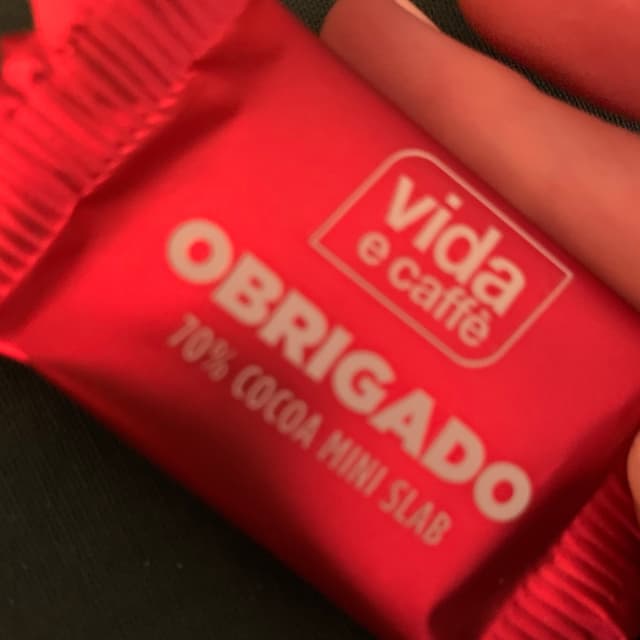 vida
e caffè
OBRIGADO
70% COCOA MINI SLAB